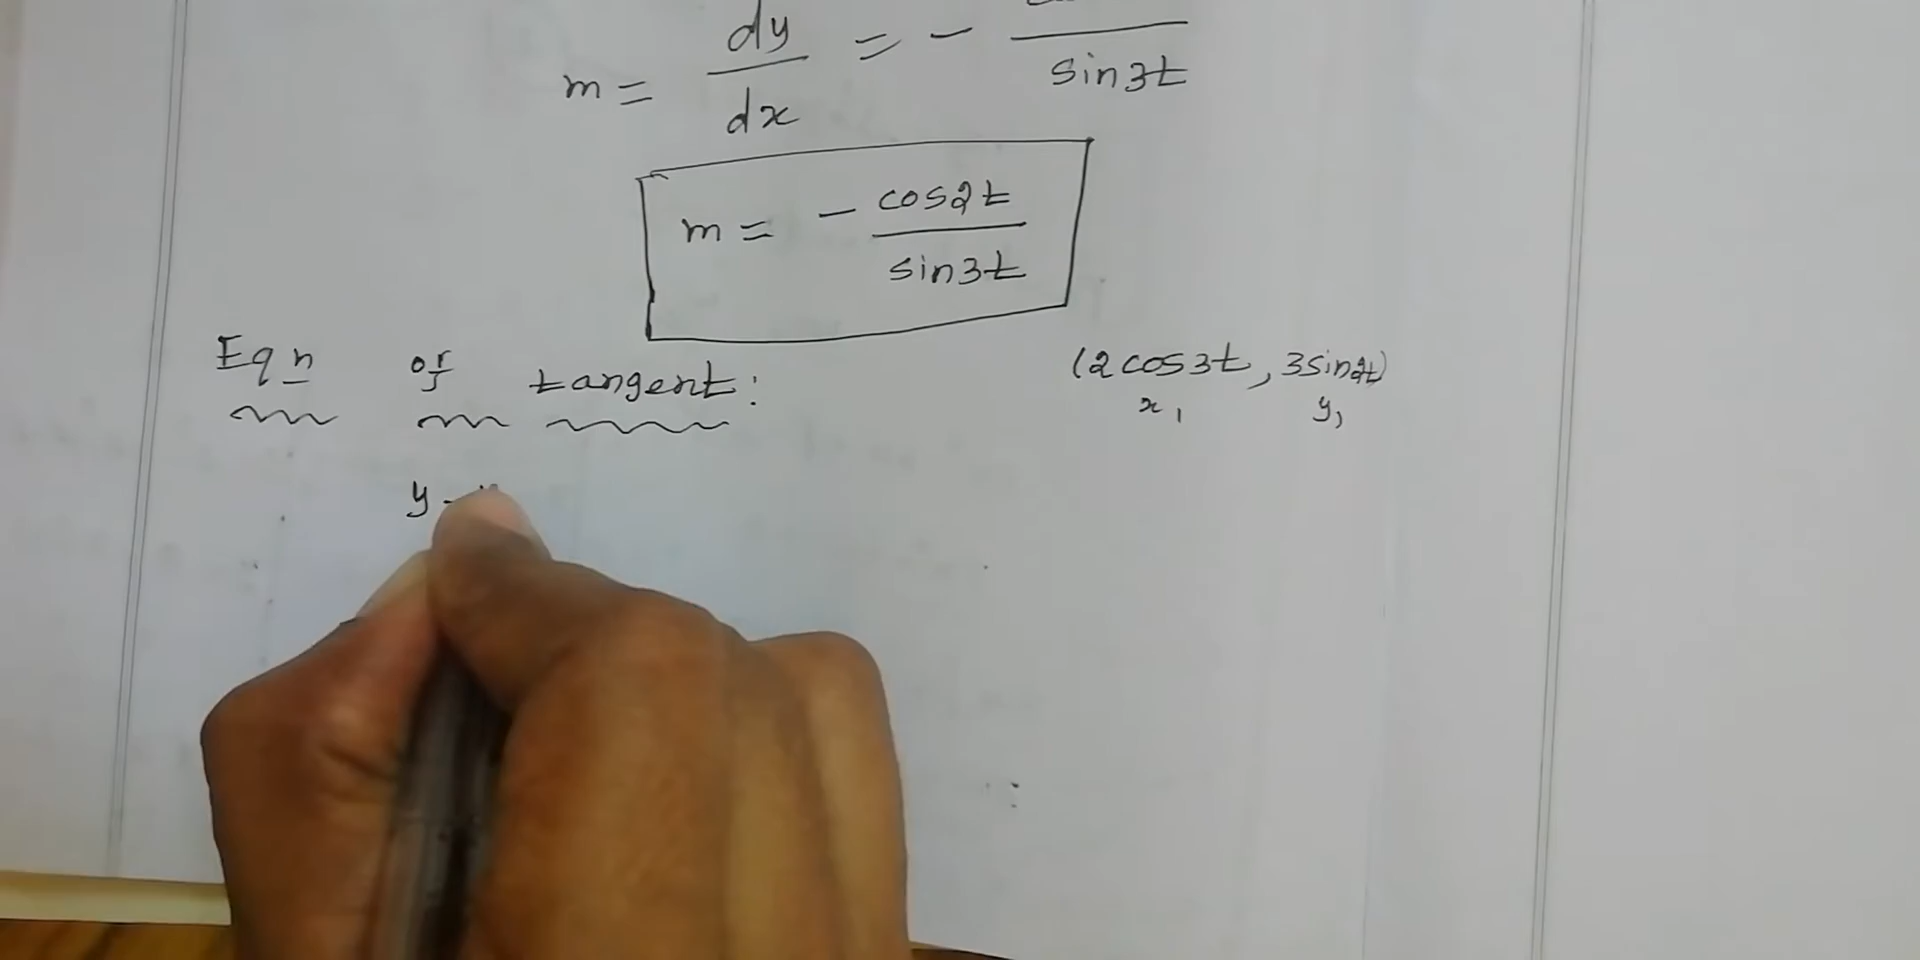 m = dy/dx = - /sin3t
m = - cos2t/sin3t
Eqn of tangent:
(2cos3t, 3sin2t)
x1 y1
y -